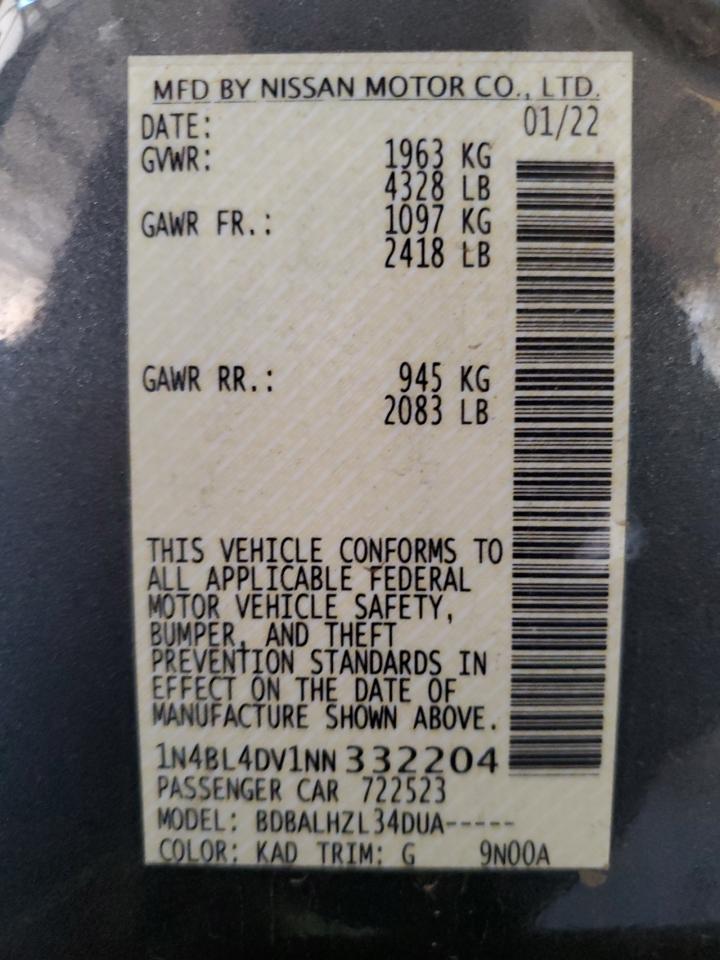 MFD BY NISSAN MOTOR CO., LTD.
DATE: 01/22
GVWR: 1963 KG
4328 LB
GAWR FR.: 1097 KG
2418 LB
GAWR RR.: 945 KG
2083 LB
THIS VEHICLE CONFORMS TO
ALL APPLICABLE FEDERAL
MOTOR VEHICLE SAFETY,
BUMPER, AND THEFT
PREVENTION STANDARDS IN
EFFECT ON THE DATE OF
MANUFACTURE SHOWN ABOVE.
1N4BL4DV1NN 332204
PASSENGER CAR 722523
MODEL: BDBALHZL34DUA-----
COLOR: KAD TRIM: G 9N00A